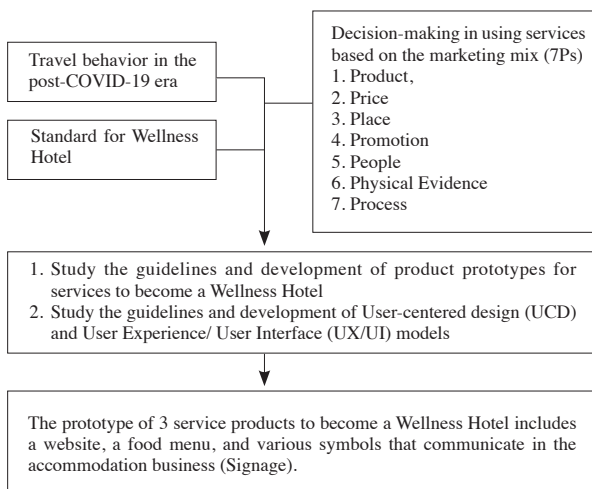 Travel behavior in the
post-COVID-19 era
Standard for Wellness
Hotel
Decision-making in using services
based on the marketing mix (7Ps)
1. Product,
2. Price
3. Place
4. Promotion
5. People
6. Physical Evidence
7. Process
1. Study the guidelines and development of product prototypes for
services to become a Wellness Hotel
2. Study the guidelines and development of User-centered design (UCD)
and User Experience/ User Interface (UX/UI) models
The prototype of 3 service products to become a Wellness Hotel includes
a website, a food menu, and various symbols that communicate in the
accommodation business (Signage).